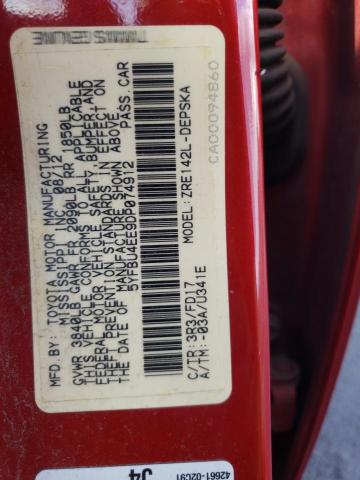 MFD. BY: TOYOTA MOTOR MANUFACTURING
MISSISSIPPI INC. 08/12
GVWR 3840LB GAWR FR 2090LB RR 1850LB
THIS VEHICLE CONFORMS TO ALL APPLICABLE
FEDERAL MOTOR VEHICLE SAFETY, BUMPER, AND
THEFT PREVENTION STANDARDS IN EFFECT ON
THE DATE OF MANUFACTURE SHOWN ABOVE.
5YFBU4EE9DP074912 PASS.CAR
C/TR: 3R3/FD17 MODEL: ZRE142L-DEPSKA
A/TM: -03A/U341E
CA00094860
42661-02C91
J4